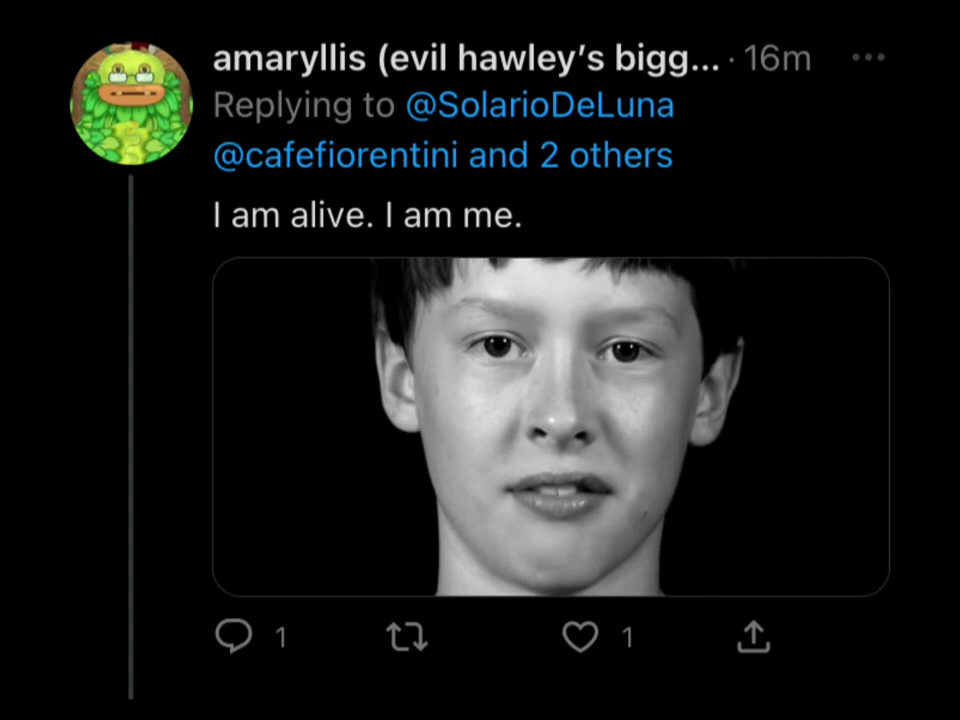 amaryllis (evil hawley’s bigg... · 16m
Replying to @SolarioDeLuna
@cafefiorentini and 2 others
I am alive. I am me.
1 1